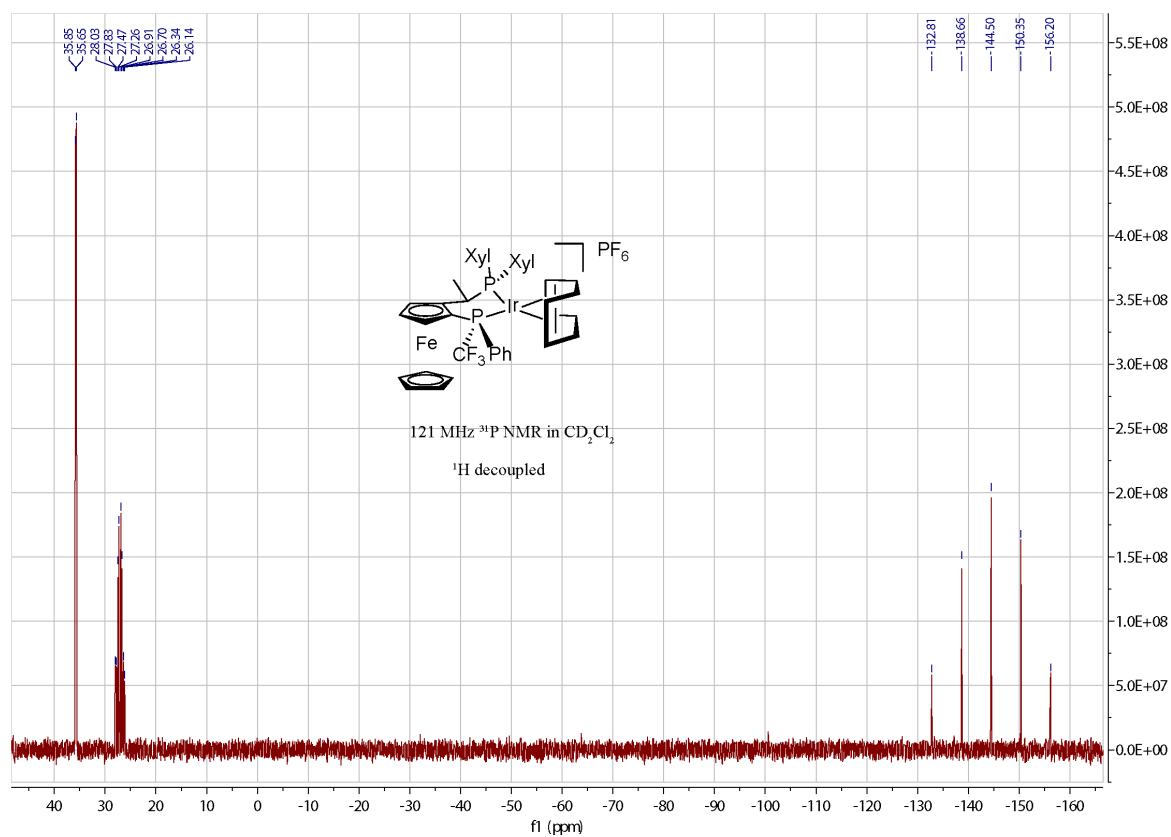 35.85
35.65
28.03
27.83
27.47
27.26
26.91
26.70
26.34
26.14
-132.81
-138.66
-144.50
-150.35
-156.20
5.5E+08
5.0E+08
4.5E+08
4.0E+08
3.5E+08
3.0E+08
2.5E+08
2.0E+08
1.5E+08
1.0E+08
5.0E+07
0.0E+00
Xyl
Xyl
PF₆
P
Ir
P
Fe
CF₃
Ph
121 MHz ³¹P NMR in CD₂Cl₂
¹H decoupled
40 30 20 10 0 -10 -20 -30 -40 -50 -60 -70 -80 -90 -100 -110 -120 -130 -140 -150 -160
f1 (ppm)